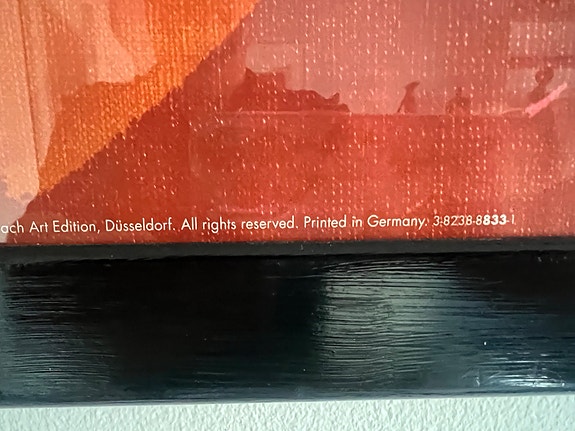 ach Art Edition, Düsseldorf. All rights reserved. Printed in Germany. 3-8238-8833-1